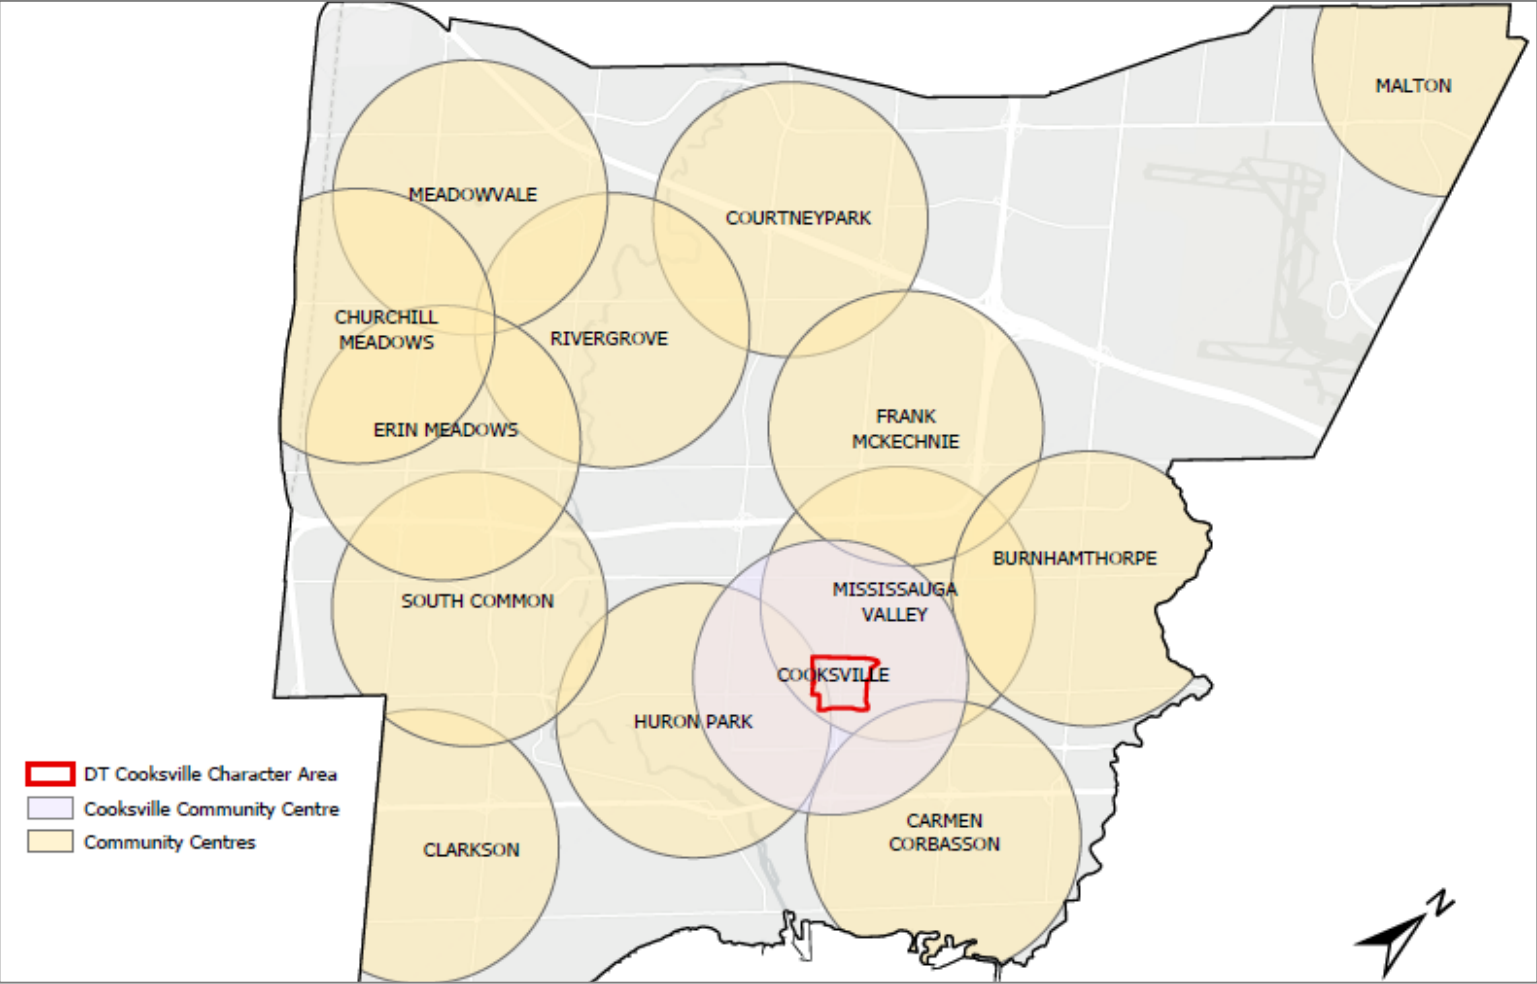 MALTON
MEADOWVALE
COURTNEYPARK
CHURCHILL
MEADOWS
RIVERGROVE
ERIN MEADOWS
FRANK
MCKECHNIE
BURNHAMTHORPE
MISSISSAUGA
VALLEY
SOUTH COMMON
COOKSVILLE
HURON PARK
CARMEN
CORBASSON
CLARKSON
DT Cooksville Character Area
Cooksville Community Centre
Community Centres
N